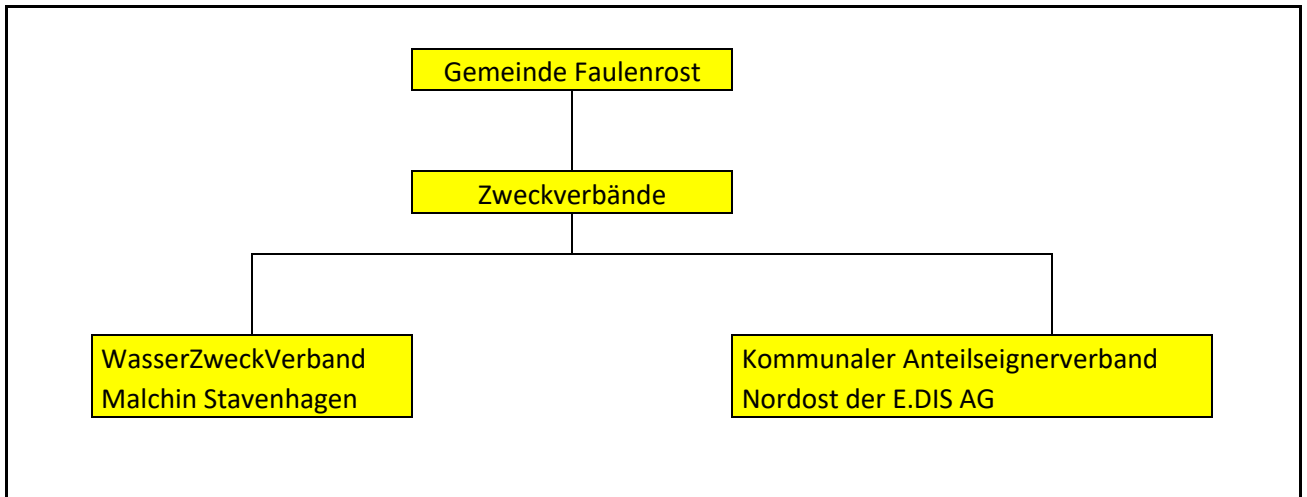 Gemeinde Faulenrost
Zweckverbände
WasserZweckVerband
Malchin Stavenhagen
Kommunaler Anteilseignerverband
Nordost der E.DIS AG